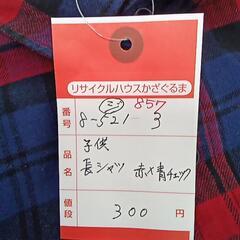 リサイクルハウスかざぐるま
857
番号 8-521-3
品名 子供
長シャツ 赤×青チェック
値段 300 円